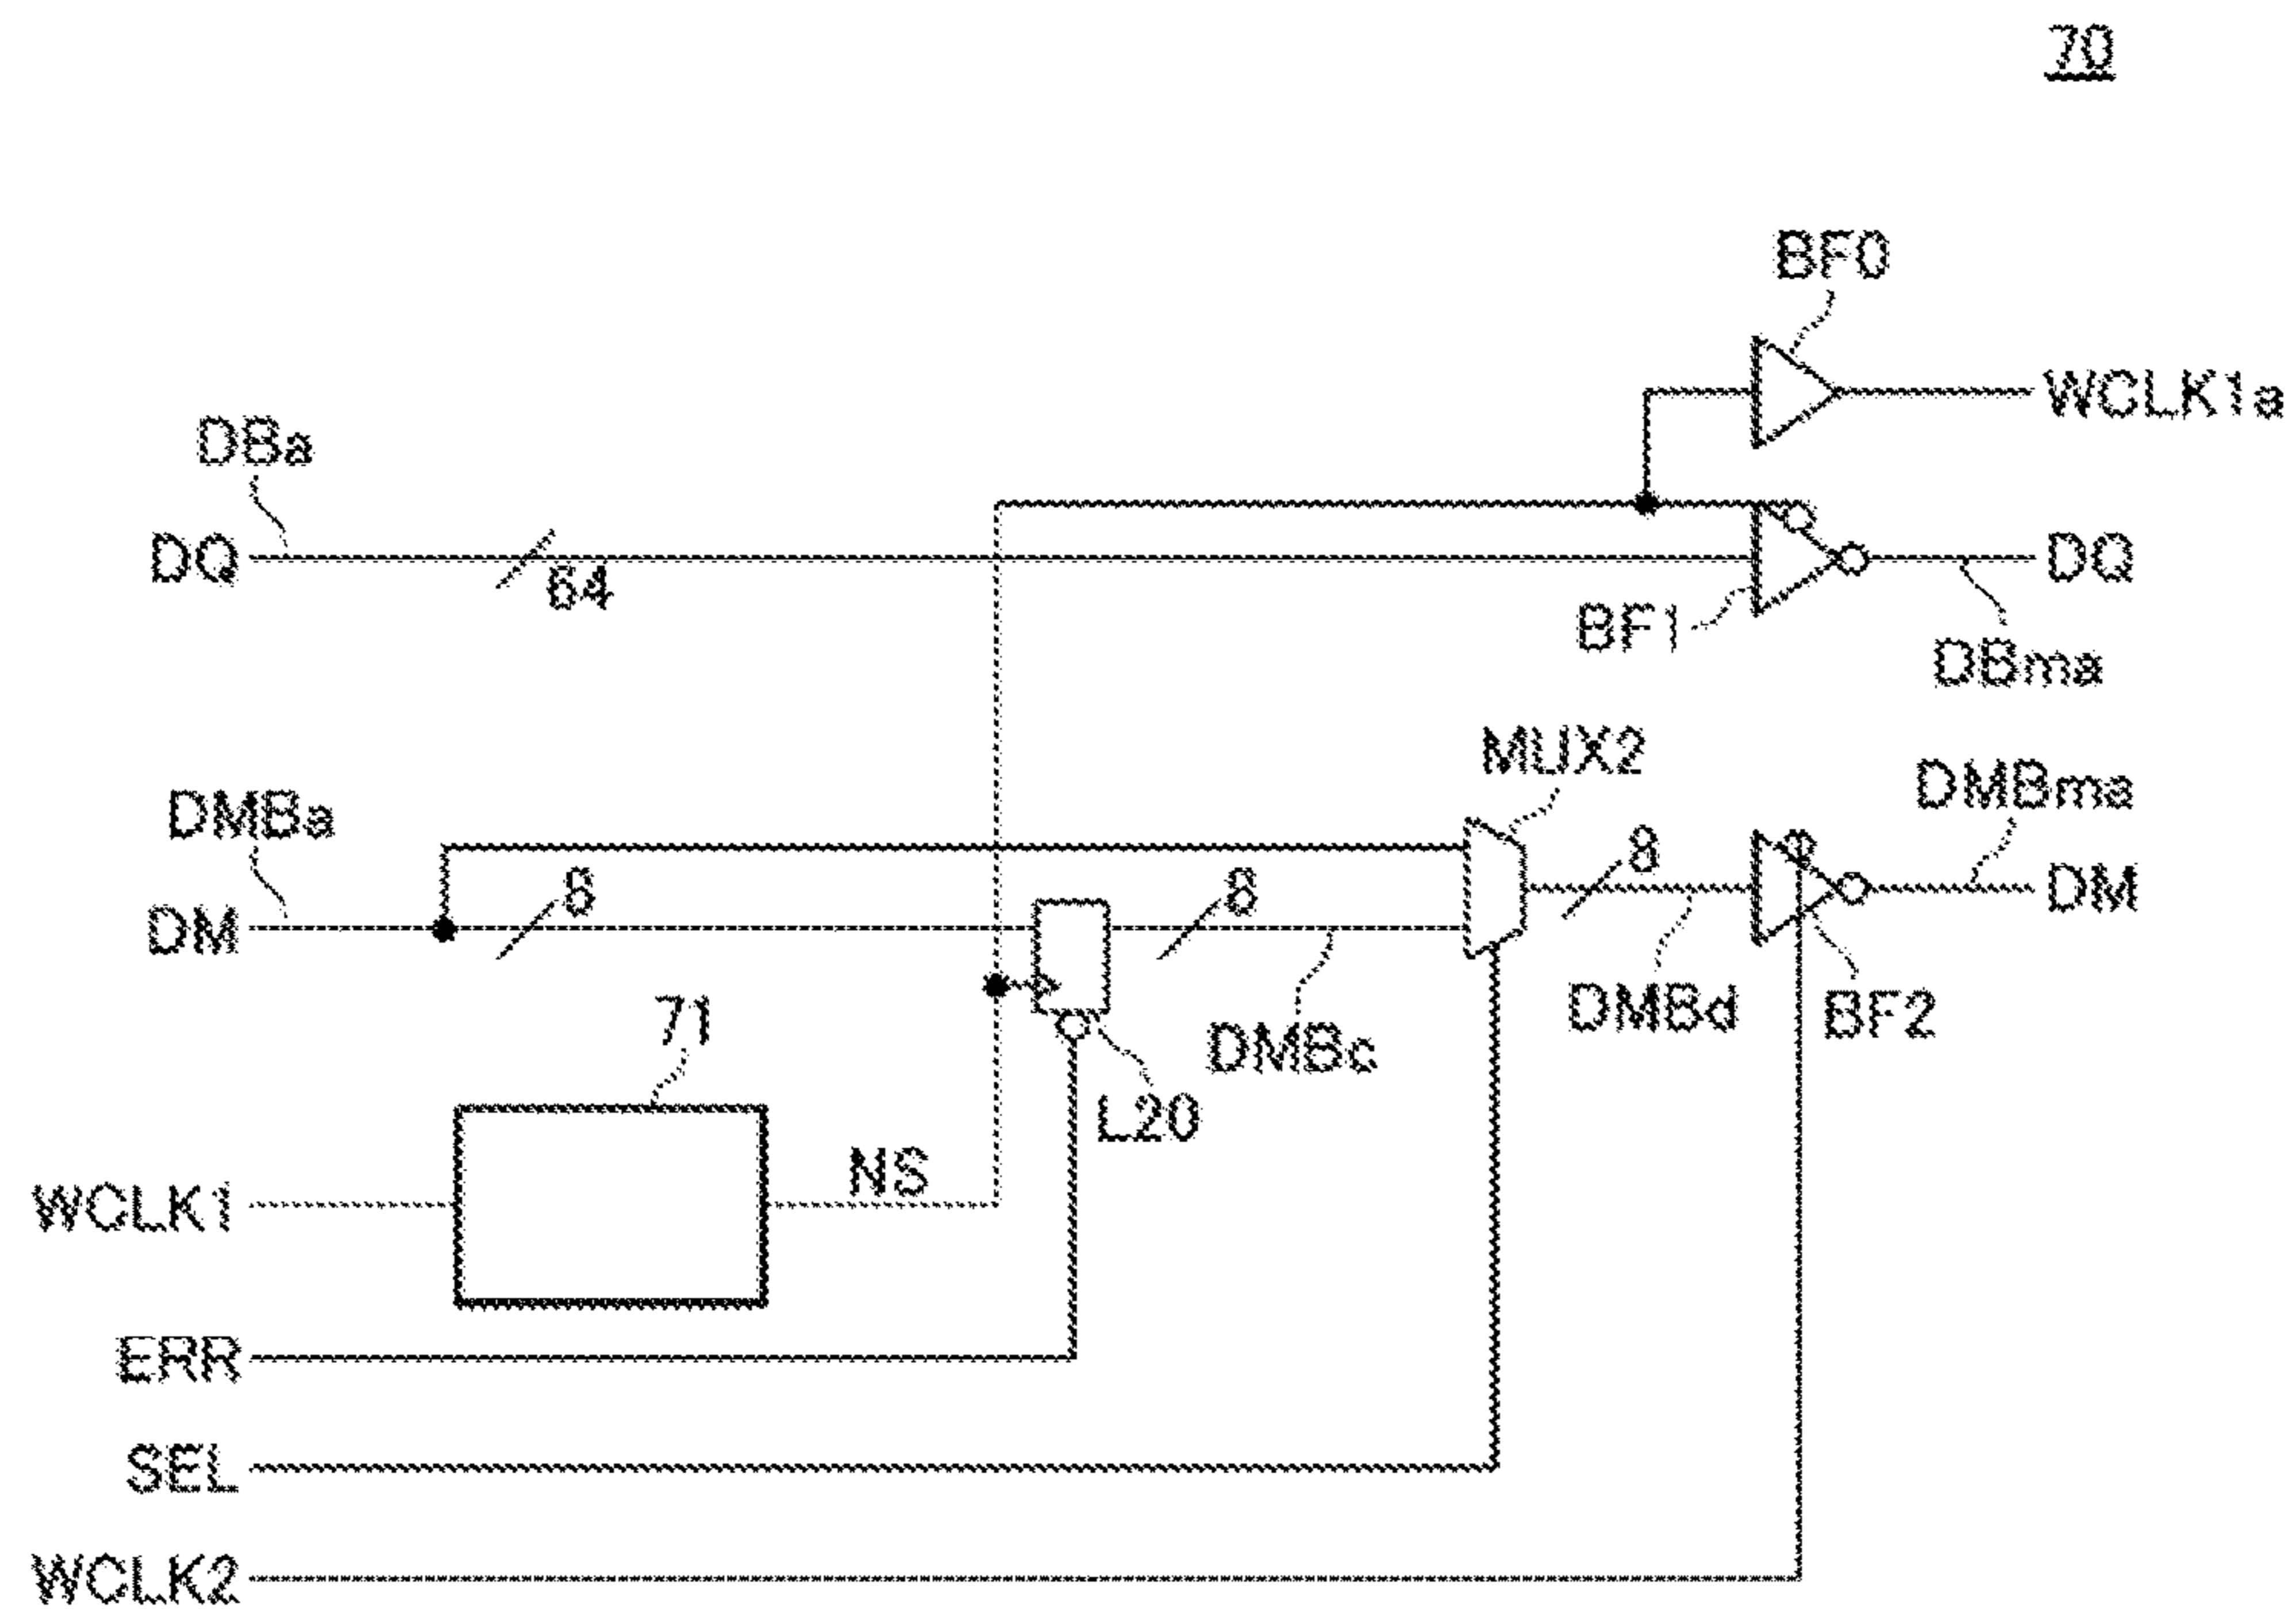 70
BF0
WCLK1a
DBa
DQ
64
DQ
BF1
DBma
MUX2
DMBma
DMBa
8
8
8
DM
DM
DMBd
BF2
DMBc
71
L20
NS
WCLK1
ERR
SEL
WCLK2